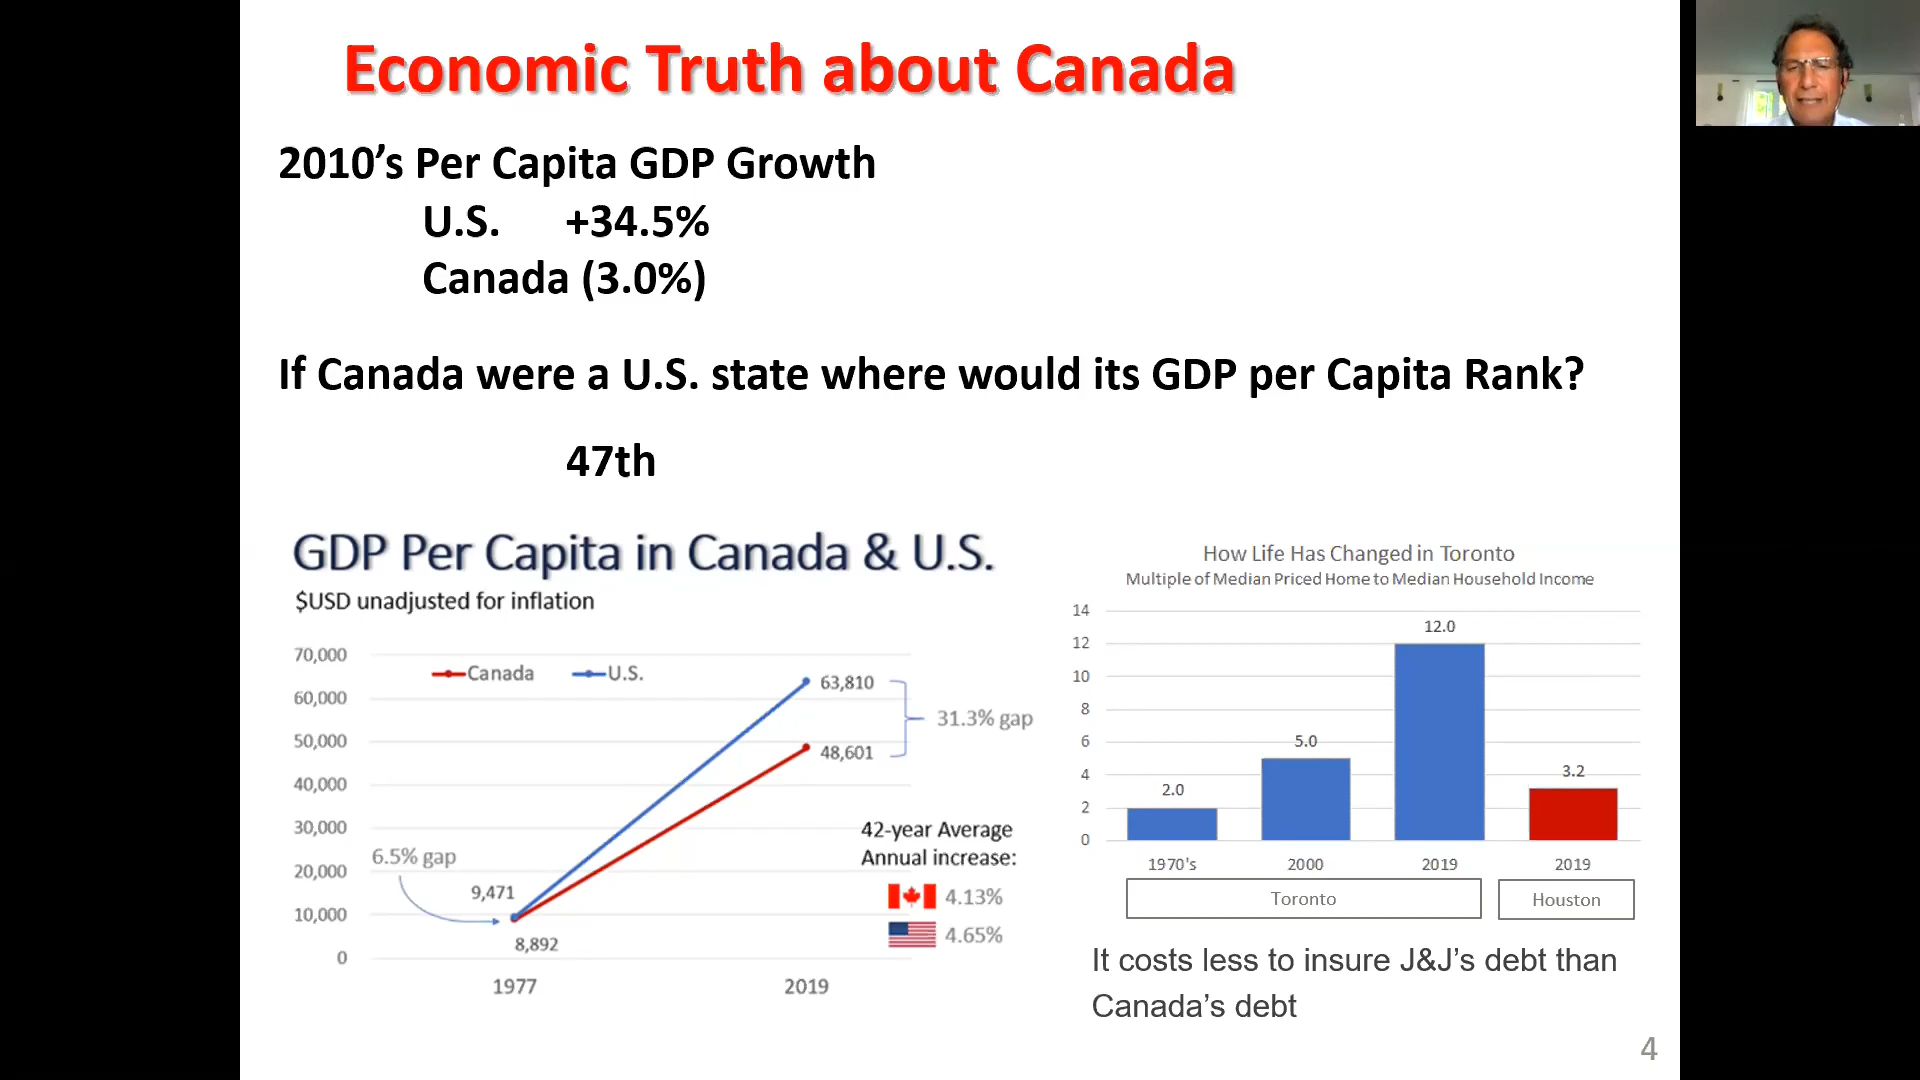 Economic Truth about Canada
2010’s Per Capita GDP Growth
U.S. +34.5%
Canada (3.0%)
If Canada were a U.S. state where would its GDP per Capita Rank?
47th
GDP Per Capita in Canada & U.S.
$USD unadjusted for inflation
70,000
60,000
50,000
40,000
30,000
20,000
10,000
0
Canada U.S.
63,810
31.3% gap
48,601
6.5% gap
9,471
8,892
42-year Average
Annual increase:
4.13%
4.65%
1977 2019
How Life Has Changed in Toronto
Multiple of Median Priced Home to Median Household Income
14
12
10
8
6
4
2
0
2.0 5.0 12.0 3.2
1970's 2000 2019 2019
Toronto Houston
It costs less to insure J&J’s debt than
Canada’s debt
4